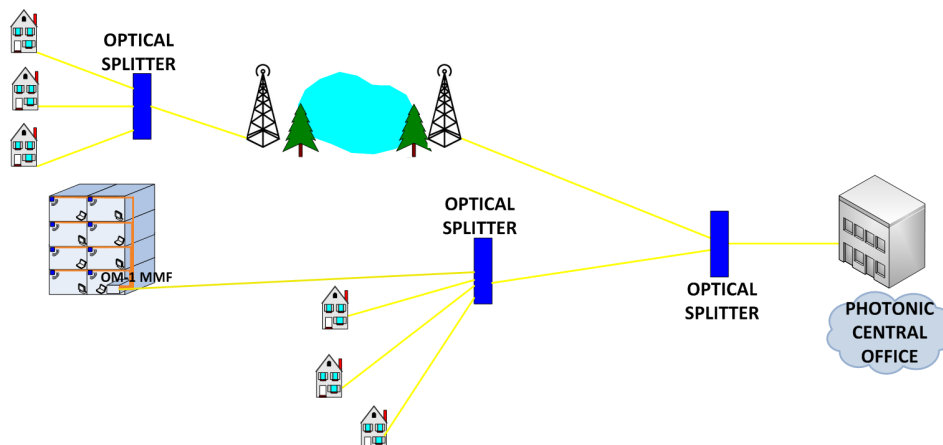 OPTICAL
SPLITTER
OPTICAL
SPLITTER
OM-1 MMF
OPTICAL
SPLITTER
PHOTONIC
CENTRAL
OFFICE